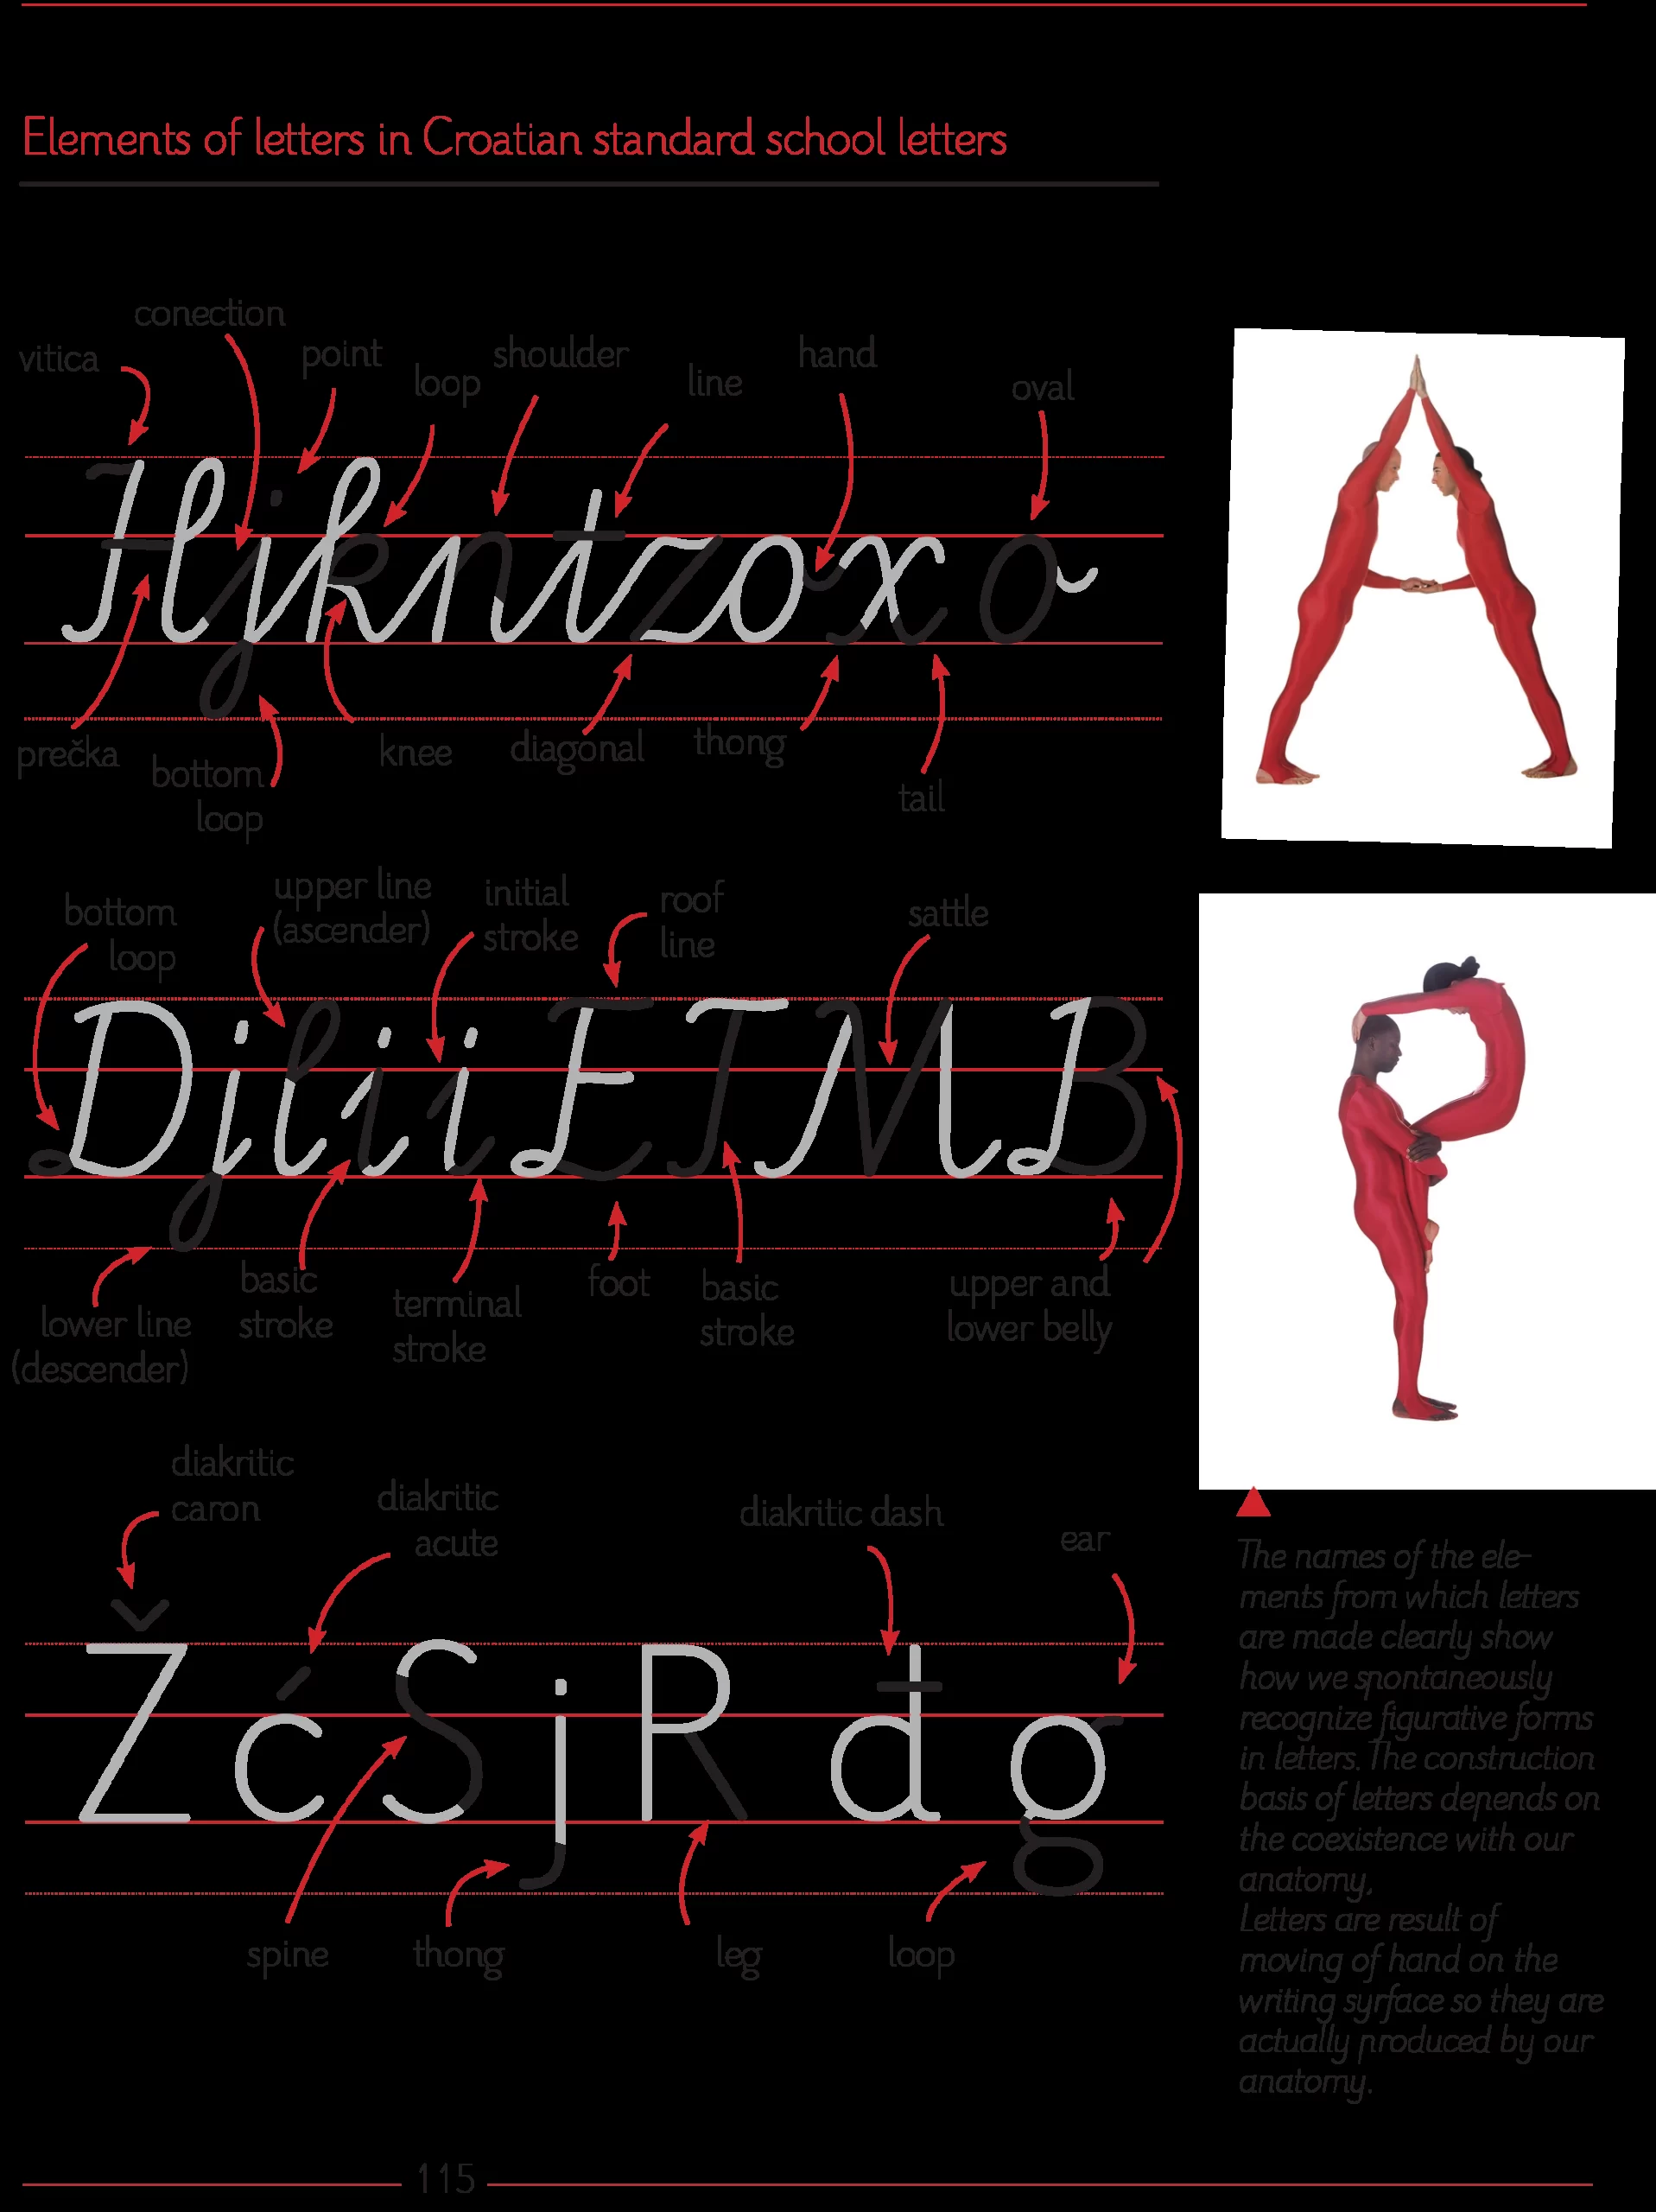 Elements of letters in Croatian standard school letters
conection
vitica
point
loop
shoulder
line
hand
oval
Hljkntzox o
prečka
bottom
loop
knee
diagonal
thong
tail
bottom
loop
upper line
(ascender)
initial
stroke
roof
line
sattle
DjliiEIMB
lower line
(descender)
basic
stroke
terminal
stroke
foot
basic
stroke
upper and
lower belly
diakritic
caron
diakritic
acute
diakritic dash
ear
Ž ć S j R đ g
spine
thong
leg
loop
The names of the ele-
ments from which letters
are made clearly show
how we spontaneously
recognize figurative forms
in letters. The construction
basis of letters depends on
the coexistence with our
anatomy,
Letters are result of
moving of hand on the
writing syrface so they are
actually produced by our
anatomy.
115